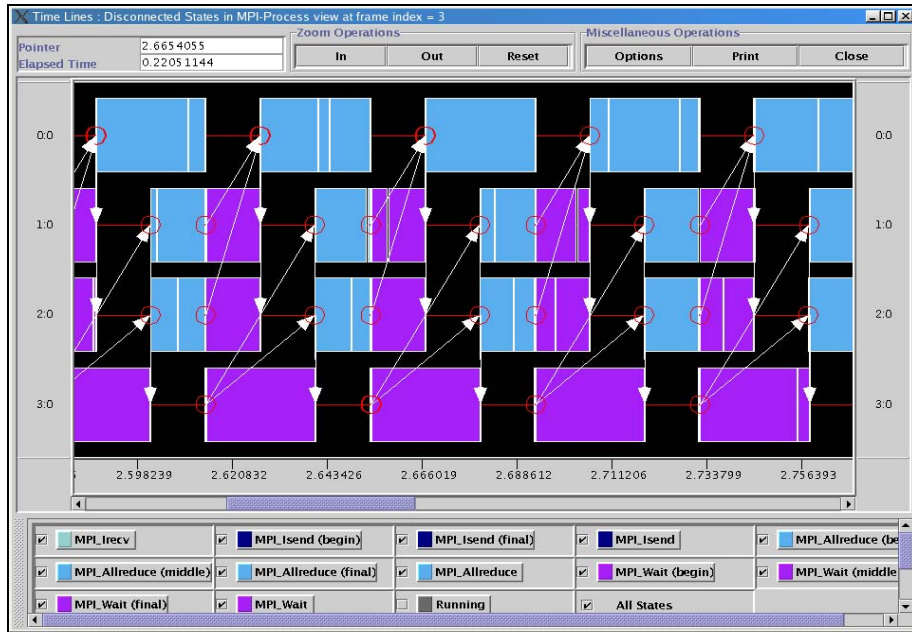 Time Lines : Disconnected States in MPI-Process view at frame index = 3
Zoom Operations
Miscellaneous Operations
Pointer 2.6654055
Elapsed Time 0.22051144
In Out Reset
Options Print Close
0:0 0:0
1:0 1:0
2:0 2:0
3:0 3:0
2.598239 2.620832 2.643426 2.666019 2.688612 2.711206 2.733799 2.756393
MPI_Irecv MPI_Isend (begin) MPI_Isend (final) MPI_Isend MPI_Allreduce (be
MPI_Allreduce (middle) MPI_Allreduce (final) MPI_Allreduce MPI_Wait (begin) MPI_Wait (middle
MPI_Wait (final) MPI_Wait Running All States